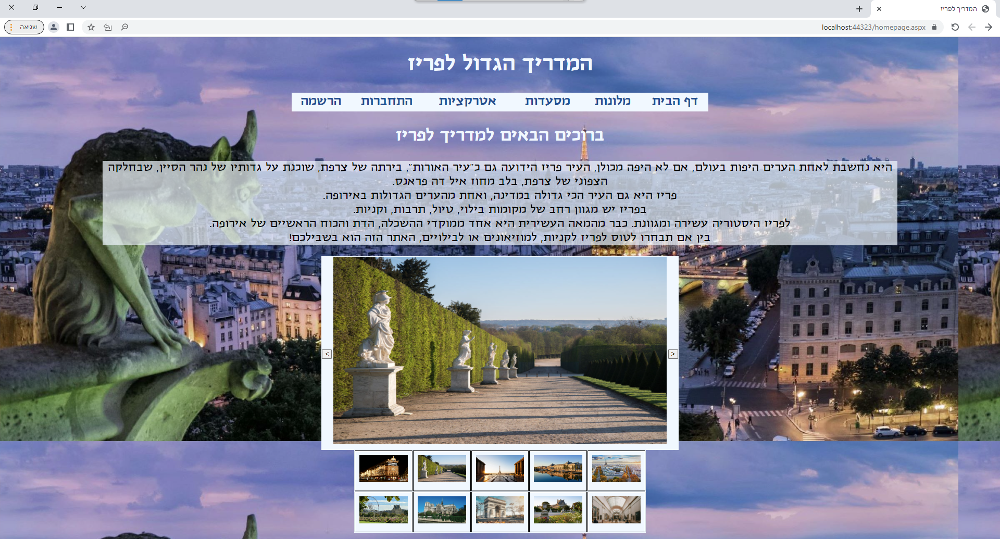 המדריך לפריז
localhost:44323/homepage.aspx
שגיאה
המדריך הגדול לפריז
דף הבית מלונות מסעדות אטרקציות התחברות הרשמה
ברוכים הבאים למדריך לפריז
היא נחשבת לאחת הערים היפות בעולם, אם לא היפה מכולן, העיר פריז הידועה גם כ"עיר האורות", בירתה של צרפת, שוכנת על גדותיו של נהר הסיין, שבחלקה
הצפוני של צרפת, בלב מחוז איל דה פראנס.
פריז היא גם העיר הכי גדולה במדינה, ואחת מהערים הגדולות באירופה.
בפריז יש מגוון רחב של מקומות בילוי, טיול, תרבות, וקניות.
לפריז היסטוריה עשירה ומגוונת. כבר מהמאה העשירית היא אחד ממוקדי ההשכלה, הדת והכוח הראשיים של אירופה.
בין אם תבחרו לטוס לפריז לקניות, למוזיאונים או לבילויים, האתר הזה הוא בשבילכם!
< >